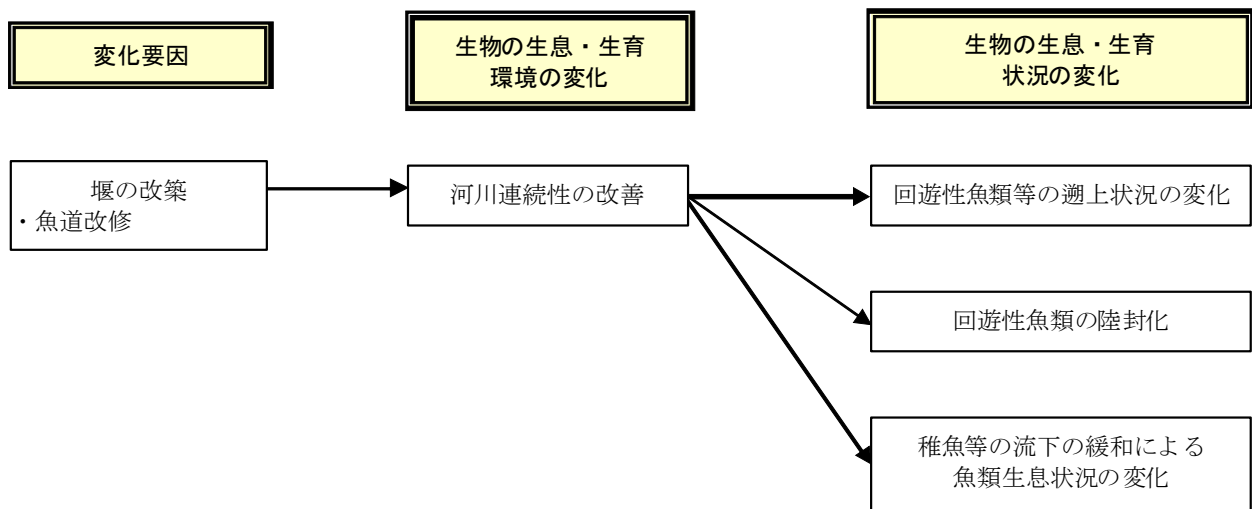 変化要因
生物の生息・生育
環境の変化
生物の生息・生育
状況の変化
堰の改築
・魚道改修
河川連続性の改善
回遊性魚類等の遡上状況の変化
回遊性魚類の陸封化
稚魚等の流下の緩和による
魚類生息状況の変化